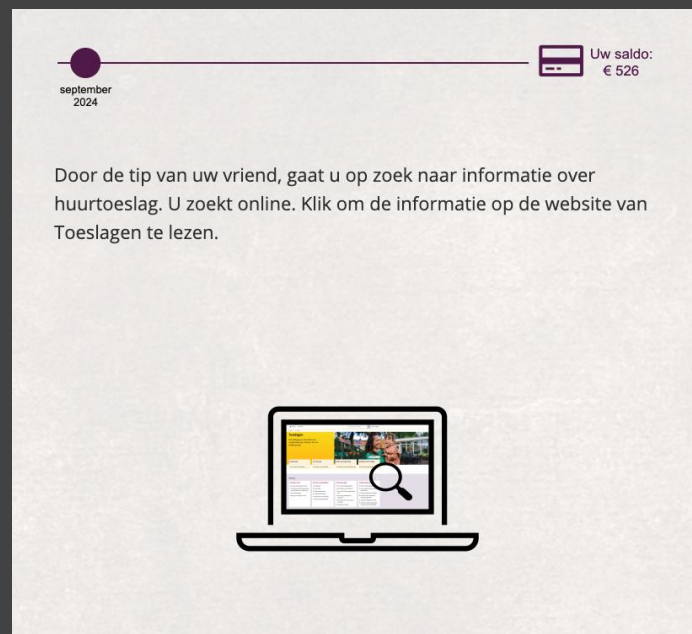 Uw saldo:
€ 526
september
2024
Door de tip van uw vriend, gaat u op zoek naar informatie over
huurtoeslag. U zoekt online. Klik om de informatie op de website van
Toeslagen te lezen.
Toeslagen